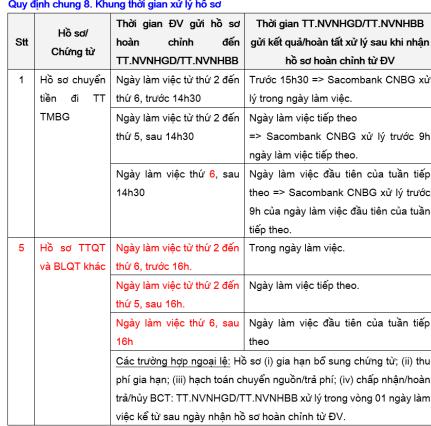 Quy định chung 8. Khung thời gian xử lý hồ sơ
Stt
Hồ sơ/
Chứng từ
Thời gian ĐV gửi hồ sơ
hoàn chỉnh đến
TT.NVNHGD/TT.NVNHBB
Thời gian TT.NVNHGD/TT.NVNHBB
gửi kết quả/hoàn tất xử lý sau khi nhận
hồ sơ hoàn chỉnh từ ĐV
1
Hồ sơ chuyển
tiền đi TT
TMBG
Ngày làm việc từ thứ 2 đến
thứ 6, trước 14h30
Trước 15h30 => Sacombank CNBG xử
lý trong ngày làm việc.
Ngày làm việc từ thứ 2 đến
thứ 5, sau 14h30
Ngày làm việc tiếp theo
=> Sacombank CNBG xử lý trước 9h
ngày làm việc tiếp theo.
Ngày làm việc thứ 6, sau
14h30
Ngày làm việc đầu tiên của tuần tiếp
theo => Sacombank CNBG xử lý trước
9h của ngày làm việc đầu tiên của tuần
tiếp theo.
5
Hồ sơ TTQT
và BLQT khác
Ngày làm việc từ thứ 2 đến
thứ 6, trước 16h.
Trong ngày làm việc.
Ngày làm việc từ thứ 2 đến
thứ 5, sau 16h.
Ngày làm việc tiếp theo.
Ngày làm việc thứ 6, sau
16h
Ngày làm việc đầu tiên của tuần tiếp
theo
Các trường hợp ngoại lệ: Hồ sơ (i) gia hạn bổ sung chứng từ; (ii) thu
phí gia hạn; (iii) hạch toán chuyển nguồn/trả phí; (iv) chấp nhận/hoàn
trả/hủy BCT: TT.NVNHGD/TT.NVNHBB xử lý trong vòng 01 ngày làm
việc kể từ sau ngày nhận hồ sơ hoàn chỉnh từ ĐV.